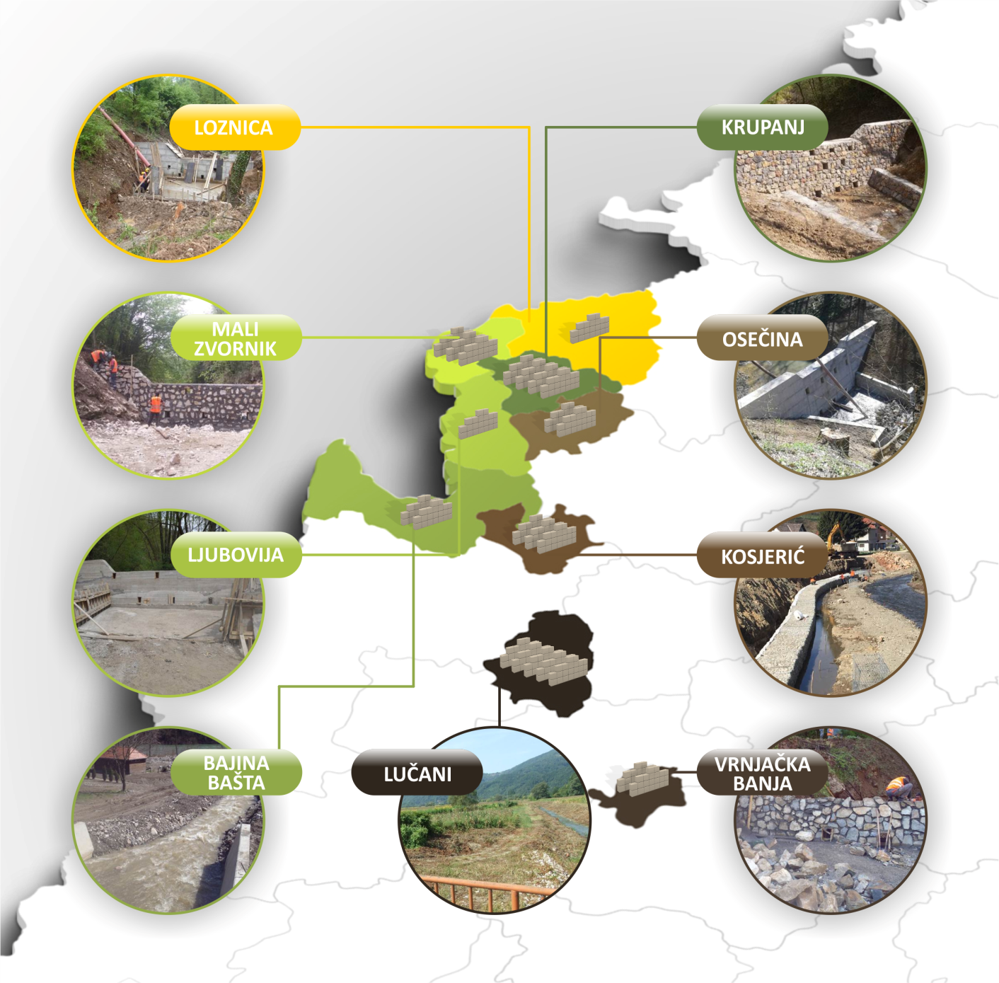 LOZNICA
KRUPANJ
MALI
ZVORNIK
OSEČINA
LJUBOVIJA
KOSJERIĆ
BAJINA
BAŠTA
LUČANI
VRNJAČKA
BANJA